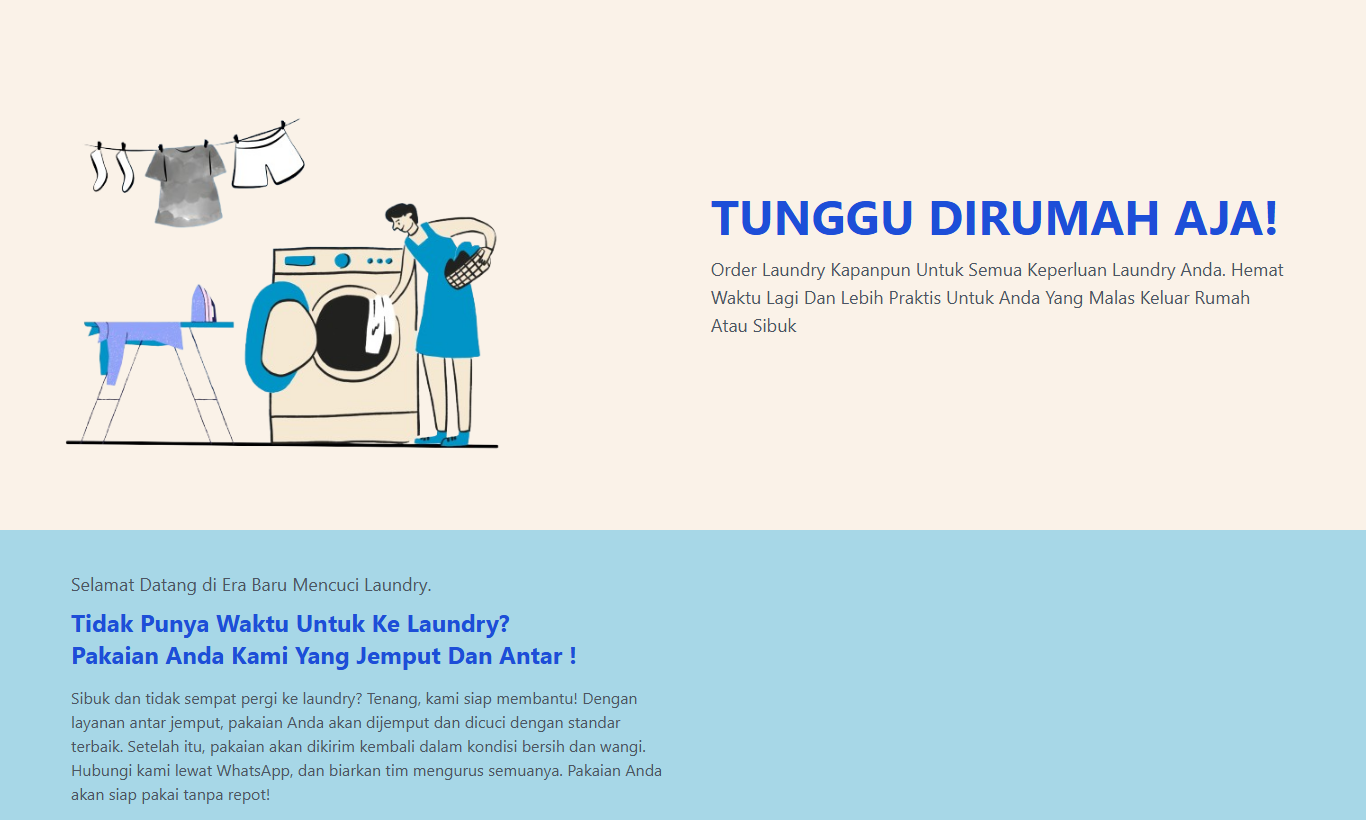 TUNGGU DIRUMAH AJA!
Order Laundry Kapanpun Untuk Semua Keperluan Laundry Anda. Hemat
Waktu Lagi Dan Lebih Praktis Untuk Anda Yang Malas Keluar Rumah
Atau Sibuk
Selamat Datang di Era Baru Mencuci Laundry.
Tidak Punya Waktu Untuk Ke Laundry?
Pakaian Anda Kami Yang Jemput Dan Antar !
Sibuk dan tidak sempat pergi ke laundry? Tenang, kami siap membantu! Dengan
layanan antar jemput, pakaian Anda akan dijemput dan dicuci dengan standar
terbaik. Setelah itu, pakaian akan dikirim kembali dalam kondisi bersih dan wangi.
Hubungi kami lewat WhatsApp, dan biarkan tim mengurus semuanya. Pakaian Anda
akan siap pakai tanpa repot!